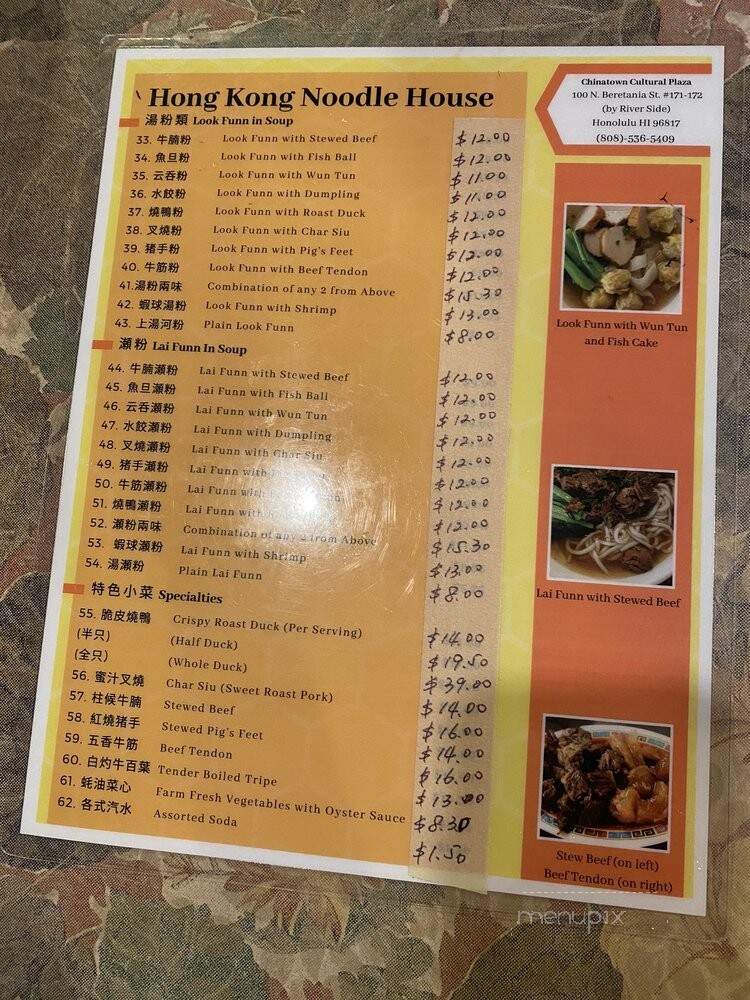 Hong Kong Noodle House
Chinatown Cultural Plaza
100 N. Beretania St. #171-172
(by River Side)
Honolulu HI 96817
(808)-536-5409
湯粉類 Look Funn in Soup
33. 牛腩粉 Look Funn with Stewed Beef $12.00
34. 魚旦粉 Look Funn with Fish Ball $12.00
35. 云吞粉 Look Funn with Wun Tun $11.00
36. 水餃粉 Look Funn with Dumpling $11.00
37. 燒鴨粉 Look Funn with Roast Duck $12.00
38. 叉燒粉 Look Funn with Char Siu $12.00
39. 猪手粉 Look Funn with Pig's Feet $12.00
40. 牛筋粉 Look Funn with Beef Tendon $12.00
41.湯粉兩味 Combination of any 2 from Above $15.30
42. 蝦球湯粉 Look Funn with Shrimp $13.00
43. 上湯河粉 Plain Look Funn $8.00
瀨粉 Lai Funn In Soup
44. 牛腩瀨粉 Lai Funn with Stewed Beef $12.00
45. 魚旦瀨粉 Lai Funn with Fish Ball $12.00
46. 云吞瀨粉 Lai Funn with Wun Tun $12.00
47. 水餃瀨粉 Lai Funn with Dumpling $12.00
48. 叉燒瀨粉 Lai Funn with Char Siu $12.00
49. 猪手瀨粉 Lai Funn with $12.00
50. 牛筋瀨粉 Lai Funn with $12.00
51. 燒鴨瀨粉 Lai Funn with $12.00
52. 瀨粉兩味 Combination of any 2 from Above $15.30
53. 蝦球瀨粉 Lai Funn with Shrimp $13.00
54. 湯瀨粉 Plain Lai Funn $8.00
特色小菜 Specialties
55. 脆皮燒鴨 Crispy Roast Duck (Per Serving) $14.00
(半只) (Half Duck) $19.50
(全只) (Whole Duck) $39.00
56. 蜜汁叉燒 Char Siu (Sweet Roast Pork) $14.00
57. 柱候牛腩 Stewed Beef $16.00
58. 紅燒猪手 Stewed Pig's Feet $14.00
59. 五香牛筋 Beef Tendon $16.00
60. 白灼牛百葉 Tender Boiled Tripe $13.00
61. 蚝油菜心 Farm Fresh Vegetables with Oyster Sauce $8.30
62. 各式汽水 Assorted Soda $1.50
Look Funn with Wun Tun
and Fish Cake
Lai Funn with Stewed Beef
Stew Beef (on left)
Beef Tendon (on right)
menupix